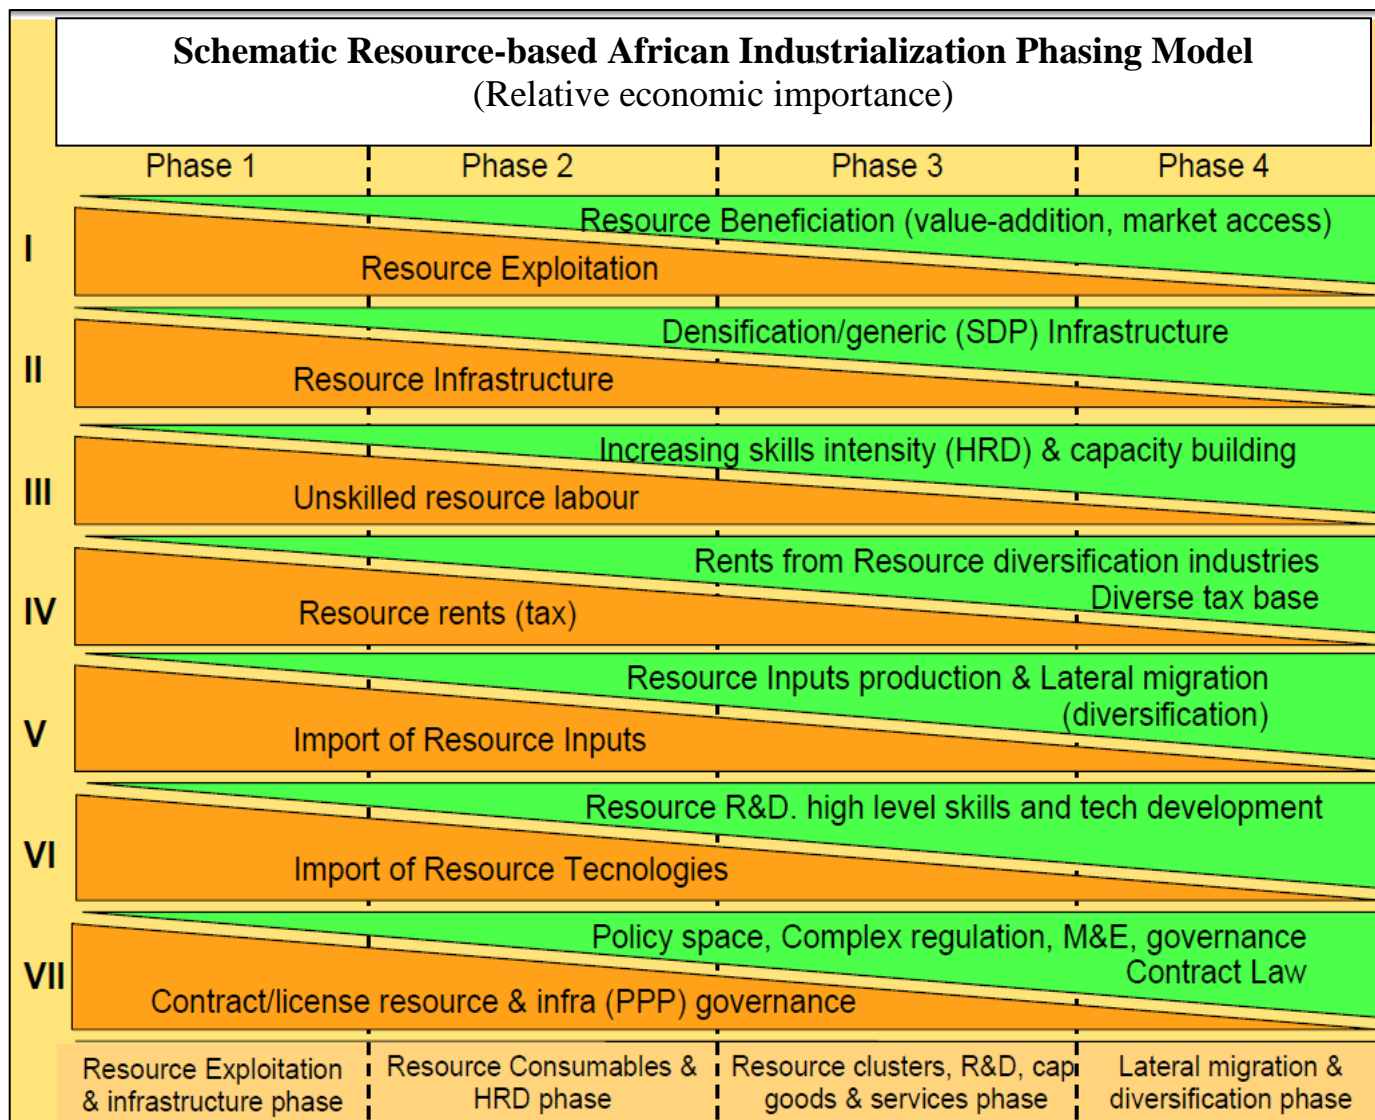 Schematic Resource-based African Industrialization Phasing Model
(Relative economic importance)
Phase 1
Phase 2
Phase 3
Phase 4
I
Resource Beneficiation (value-addition, market access)
Resource Exploitation
II
Densification/generic (SDP) Infrastructure
Resource Infrastructure
III
Increasing skills intensity (HRD) & capacity building
Unskilled resource labour
IV
Rents from Resource diversification industries
Diverse tax base
Resource rents (tax)
V
Resource Inputs production & Lateral migration
(diversification)
Import of Resource Inputs
VI
Resource R&D. high level skills and tech development
Import of Resource Tecnologies
VII
Policy space, Complex regulation, M&E, governance
Contract Law
Contract/license resource & infra (PPP) governance
Resource Exploitation
& infrastructure phase
Resource Consumables &
HRD phase
Resource clusters, R&D, cap
goods & services phase
Lateral migration &
diversification phase